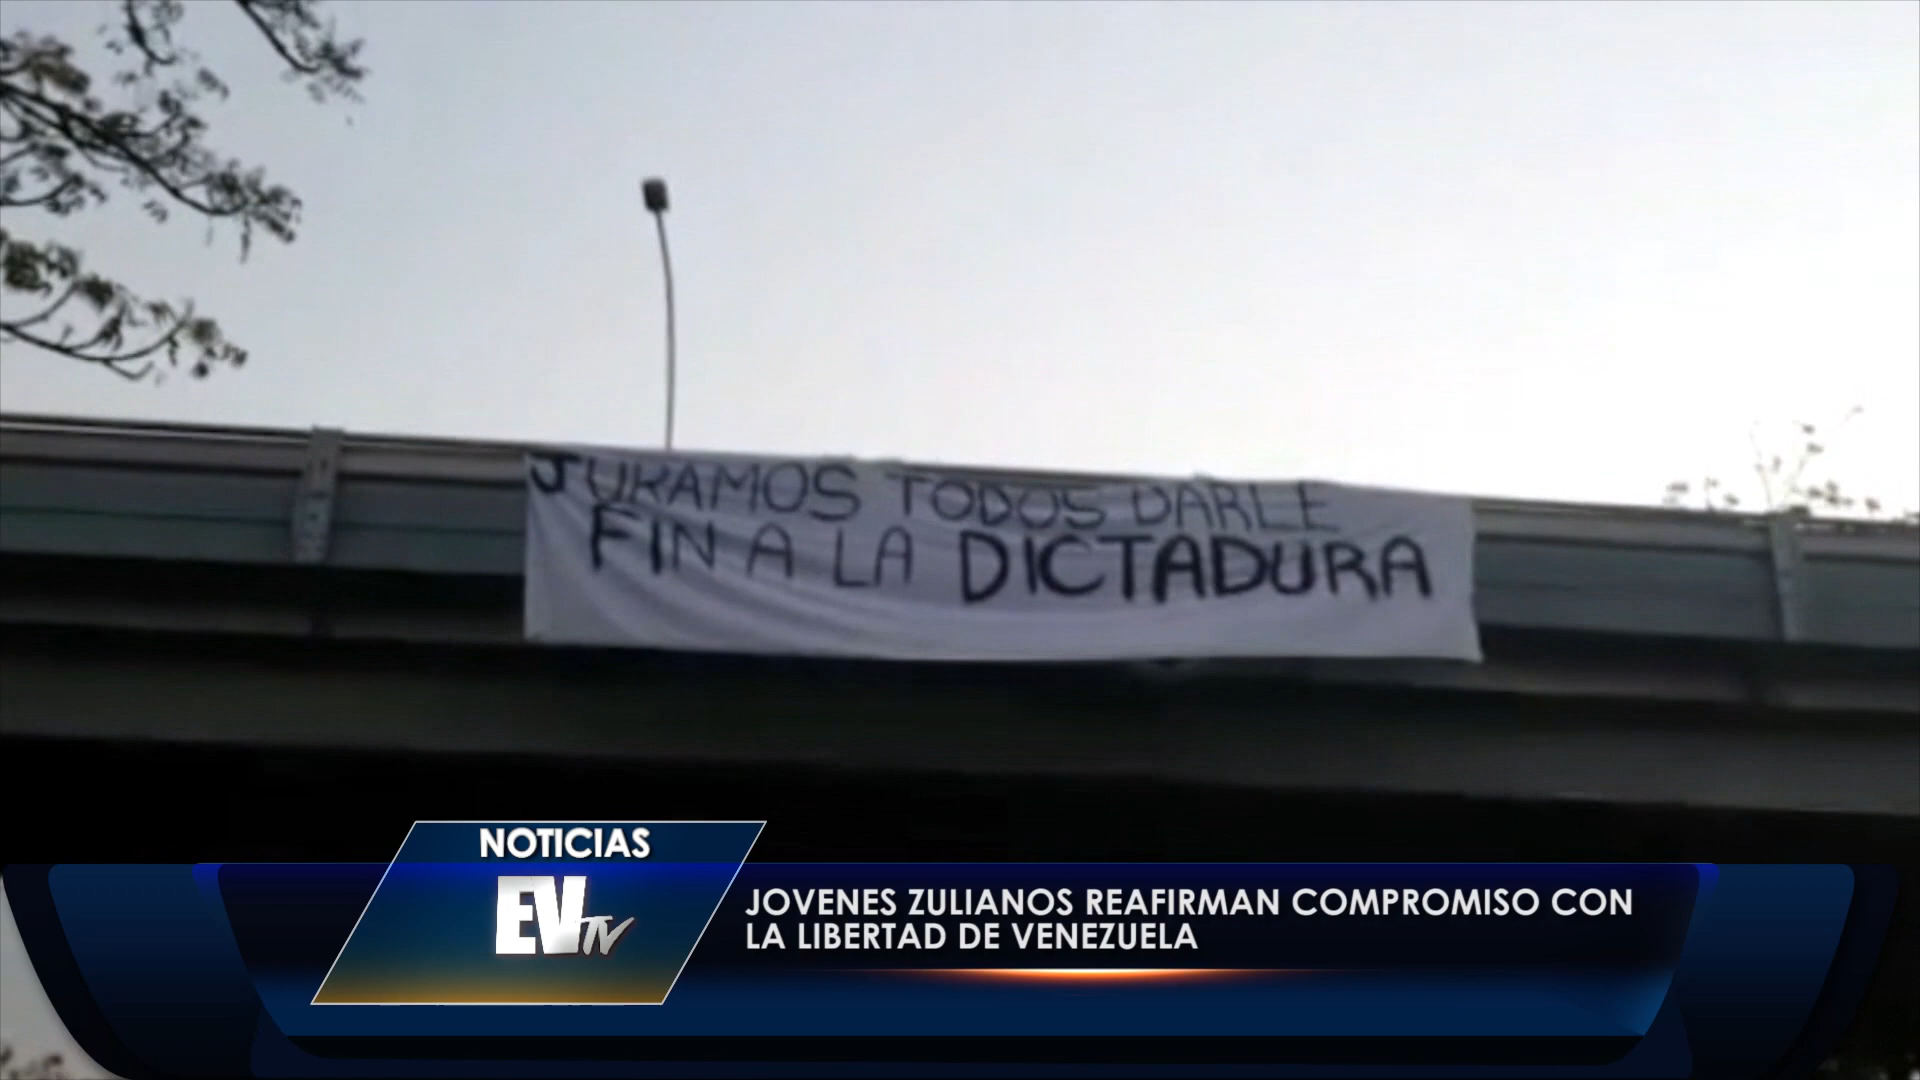 JURAMOS TODOS DARLE
FIN A LA DICTADURA
NOTICIAS
EV TV
JOVENES ZULIANOS REAFIRMAN COMPROMISO CON
LA LIBERTAD DE VENEZUELA